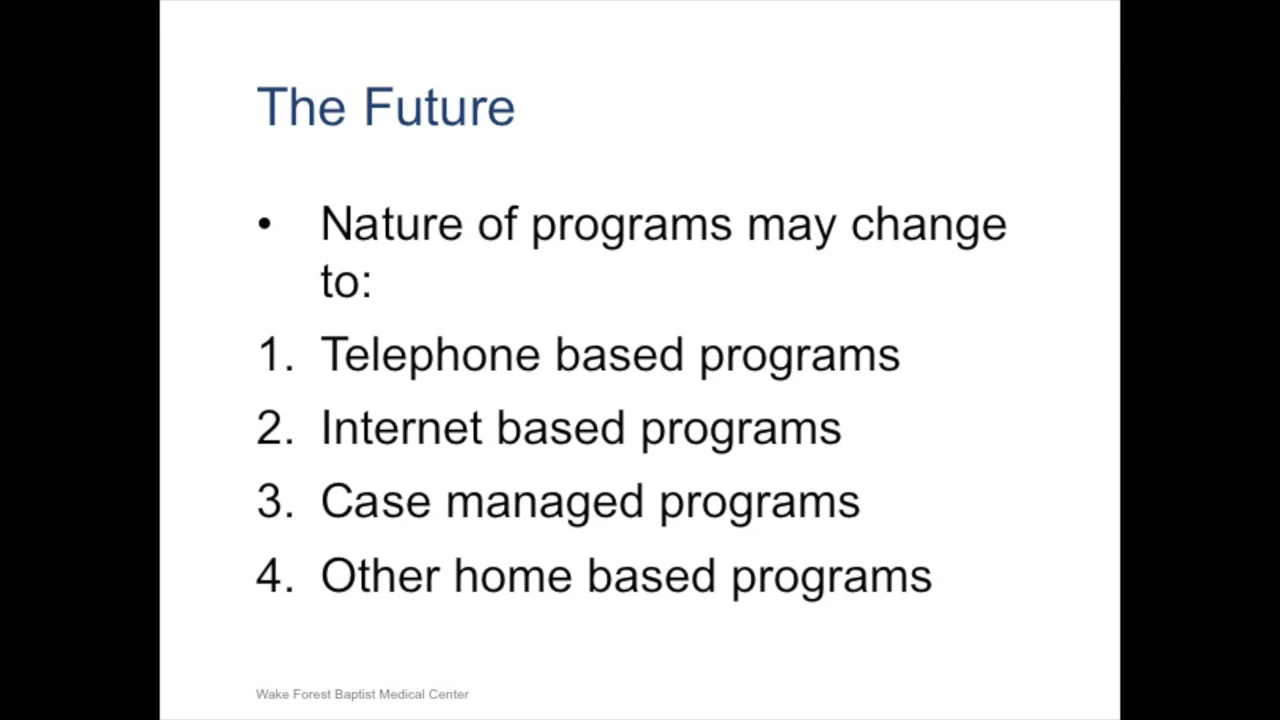 The Future
• Nature of programs may change
to:
1. Telephone based programs
2. Internet based programs
3. Case managed programs
4. Other home based programs
Wake Forest Baptist Medical Center